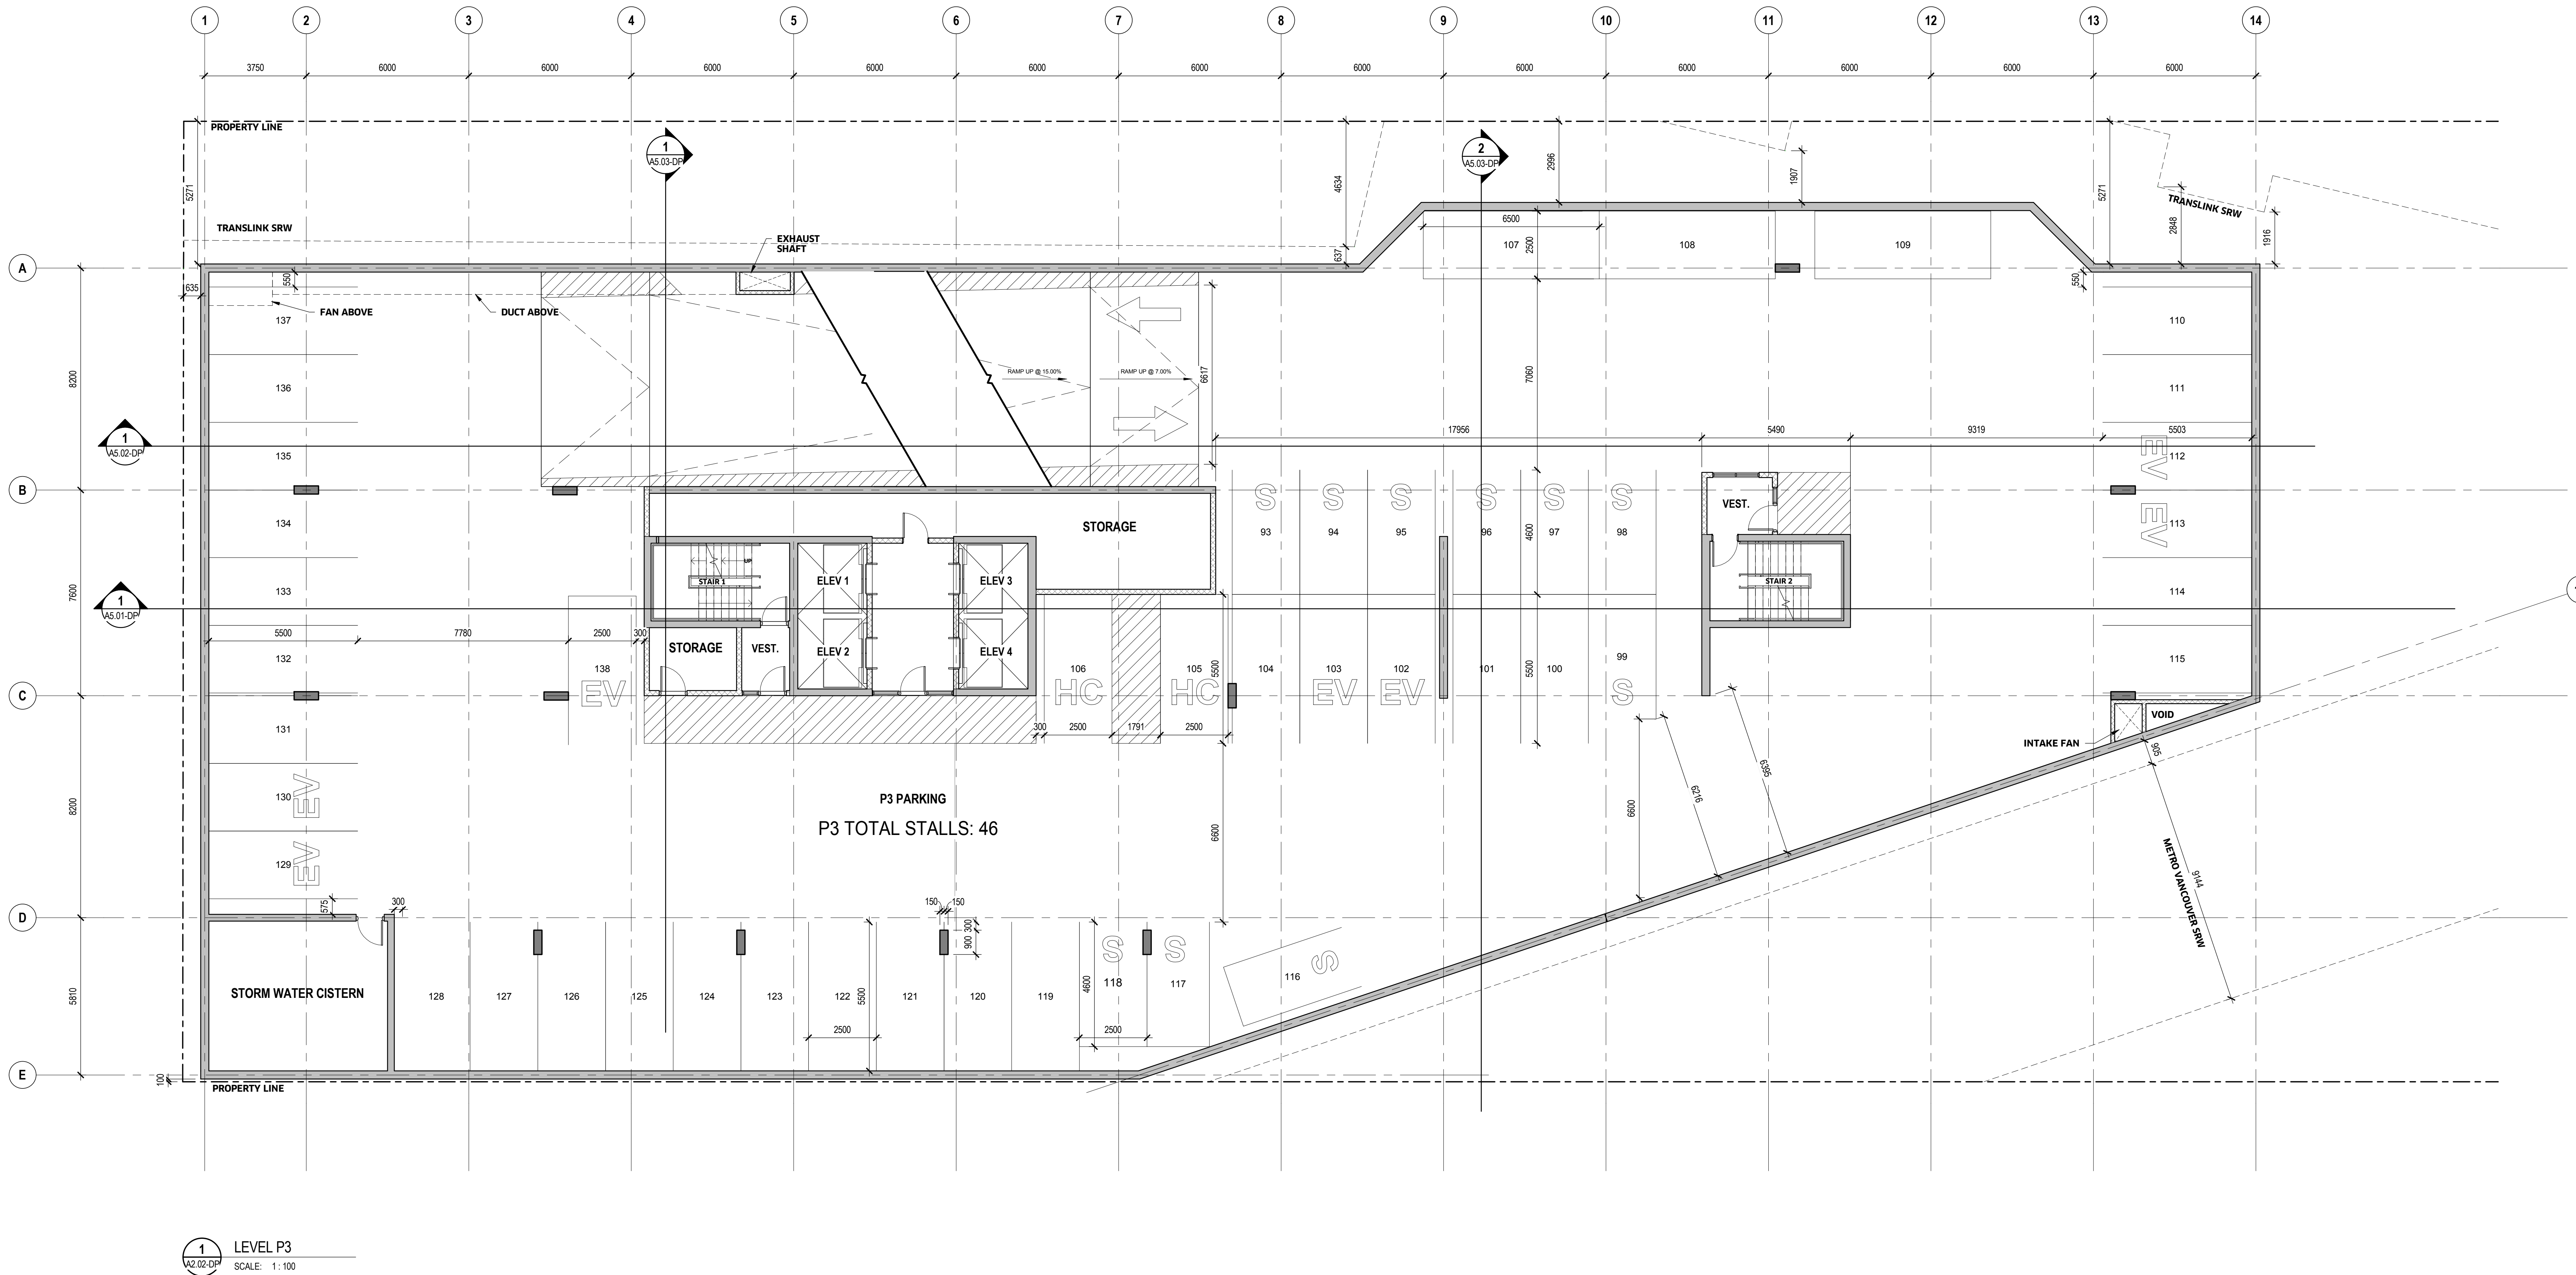 1 2 3 4 5 6 7 8 9 10 11 12 13 14
3750 6000 6000 6000 6000 6000 6000 6000 6000 6000 6000 6000 6000
PROPERTY LINE
1
A5.03-DP
2
A5.03-DP
5271
4634
2996
1907
5271
TRANSLINK SRW
2848
1916
TRANSLINK SRW
EXHAUST
SHAFT
637
6500
107
2500
108
109
A
550
635
FAN ABOVE
DUCT ABOVE
550
137
110
8200
RAMP UP @ 15.00%
RAMP UP @ 7.00%
6617
7060
136
111
1
A5.02-DP
17956
5490
9319
5503
135
EV
112
B
S S S S S S
VEST.
134
STORAGE
93 94 95 96 97 98
4600
EV
113
7600
UP
STAIR 1
ELEV 1
ELEV 3
STAIR 2
133
114
1
A5.01-DP
5500
7780
2500
300
STORAGE
VEST.
ELEV 2
ELEV 4
132
138
106
105
5500
104 103 102 101 100 99
5500
115
C
EV
HC
HC
EV
EV
S
131
300
2500
1791
2500
VOID
INTAKE FAN
905
6395
130
EV
8200
P3 PARKING
P3 TOTAL STALLS: 46
6600
6600
6216
129
EV
METRO VANCOUVER SRW
9144
575
300
150
150
D
300
900
S
S
S
STORM WATER CISTERN
128 127 126 125 124 123 122 121 120 119 118 117 116
5500
4600
5810
2500
2500
E
100
PROPERTY LINE
1
A2.02-DP
LEVEL P3
SCALE: 1 : 100